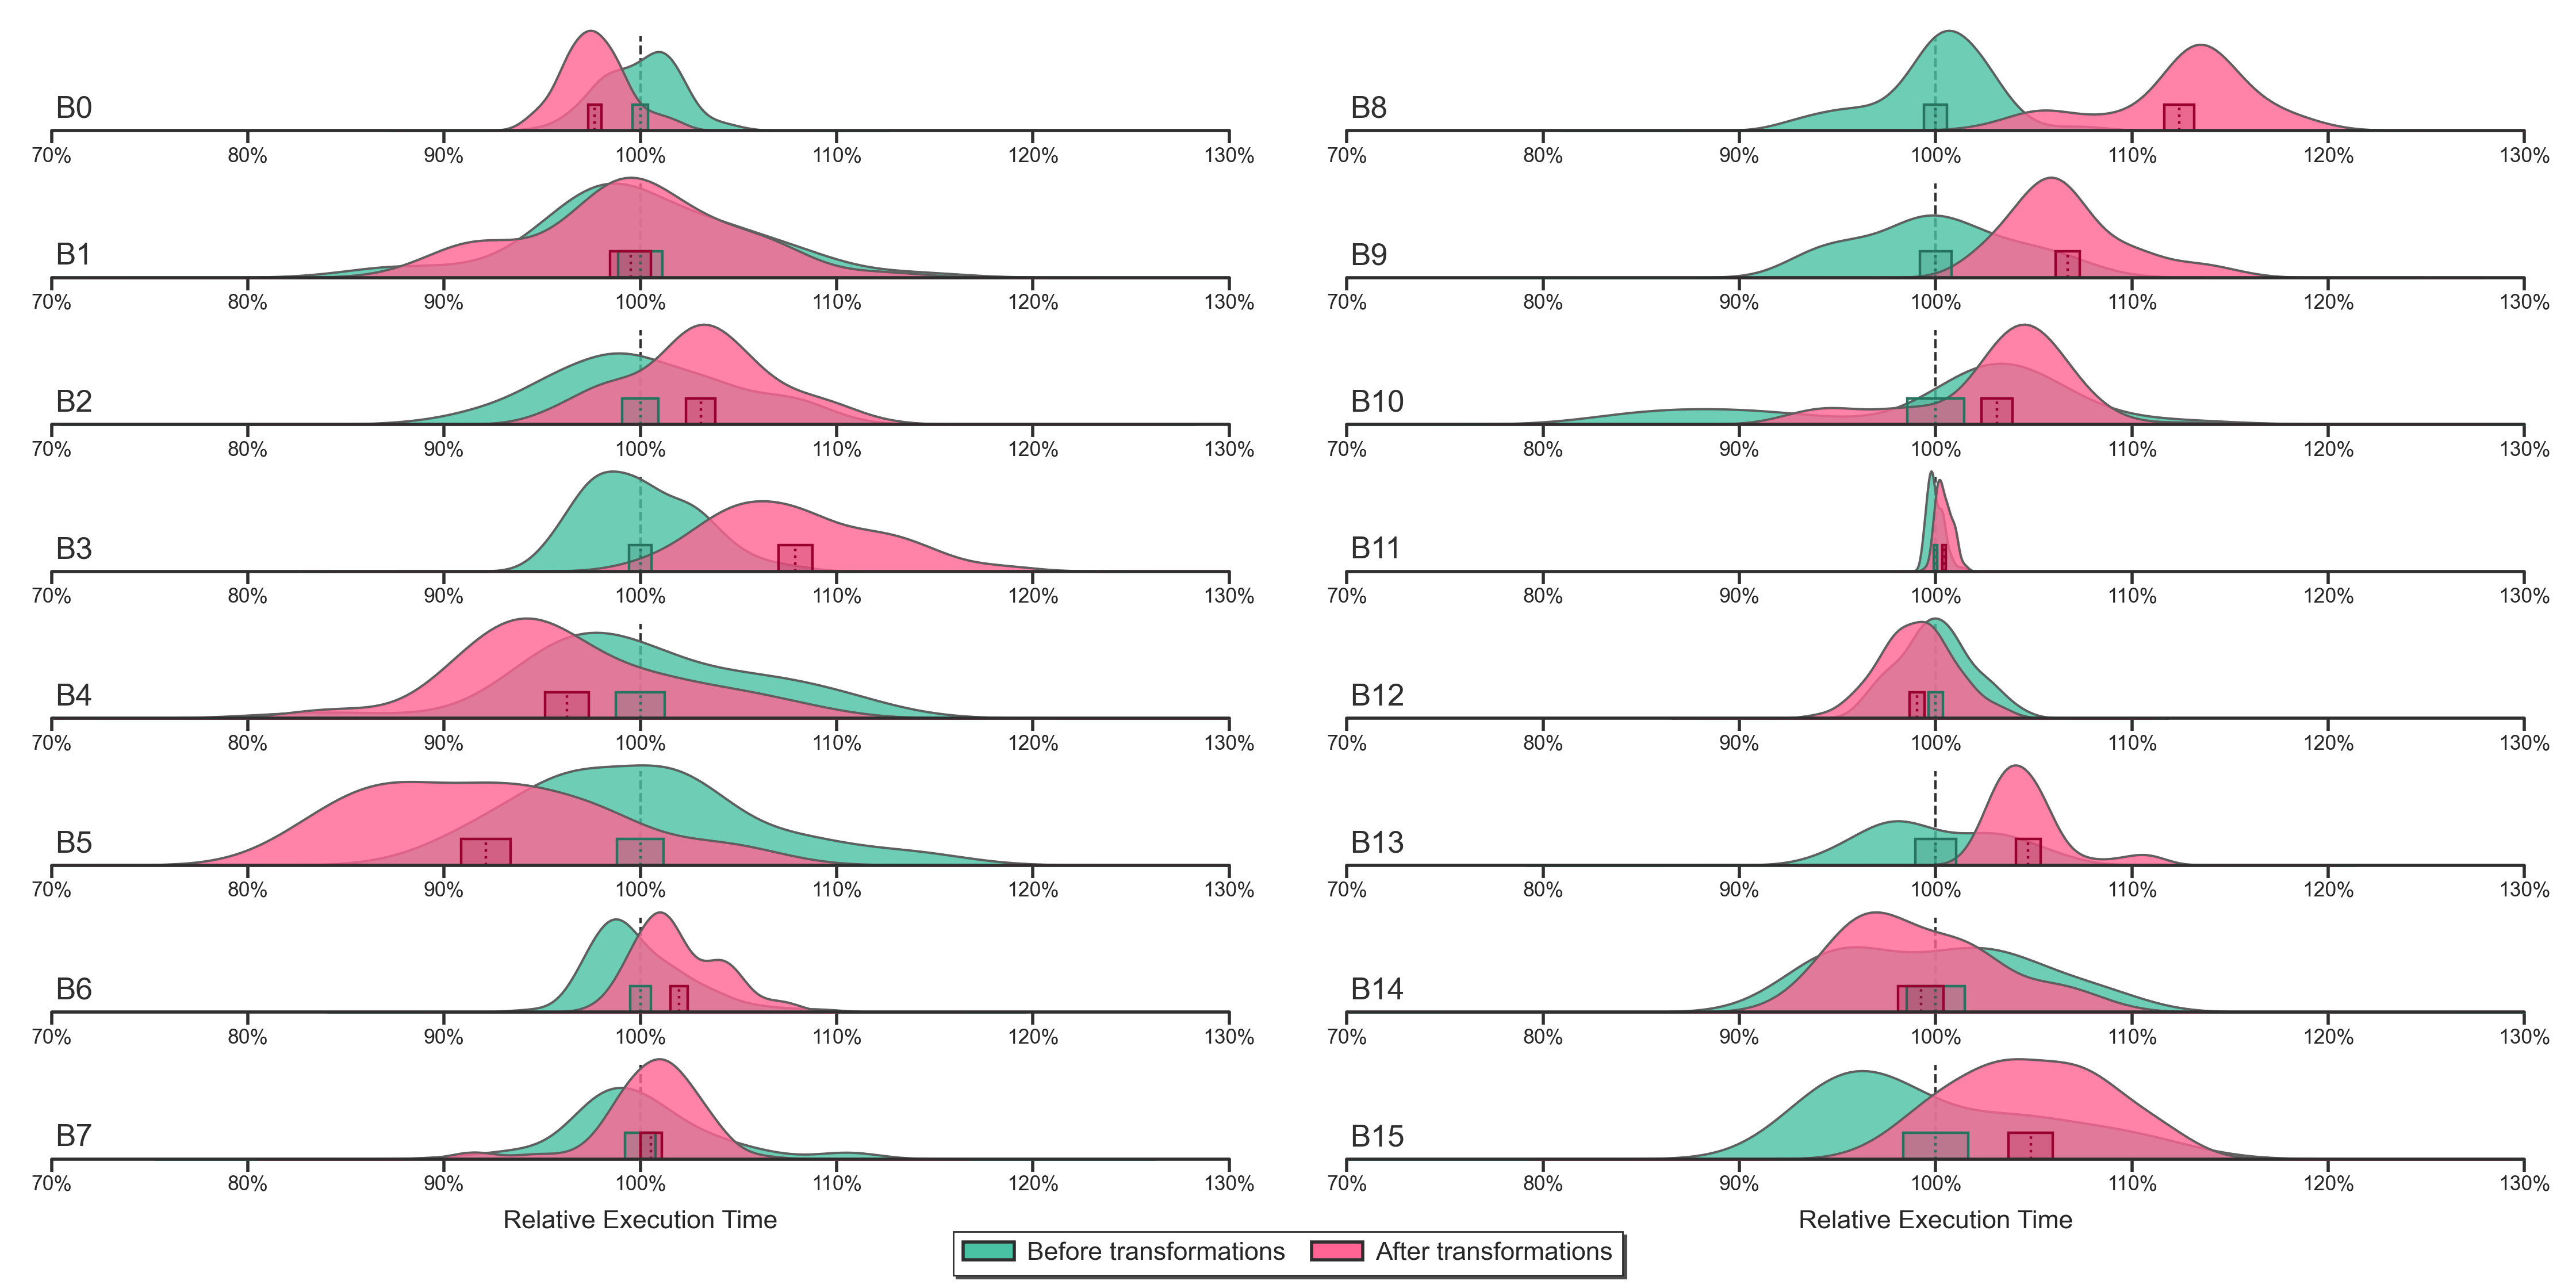 B0
70% 80% 90% 100% 110% 120% 130%
B1
70% 80% 90% 100% 110% 120% 130%
B2
70% 80% 90% 100% 110% 120% 130%
B3
70% 80% 90% 100% 110% 120% 130%
B4
70% 80% 90% 100% 110% 120% 130%
B5
70% 80% 90% 100% 110% 120% 130%
B6
70% 80% 90% 100% 110% 120% 130%
B7
70% 80% 90% 100% 110% 120% 130%
Relative Execution Time
B8
70% 80% 90% 100% 110% 120% 130%
B9
70% 80% 90% 100% 110% 120% 130%
B10
70% 80% 90% 100% 110% 120% 130%
B11
70% 80% 90% 100% 110% 120% 130%
B12
70% 80% 90% 100% 110% 120% 130%
B13
70% 80% 90% 100% 110% 120% 130%
B14
70% 80% 90% 100% 110% 120% 130%
B15
70% 80% 90% 100% 110% 120% 130%
Relative Execution Time
Before transformations After transformations